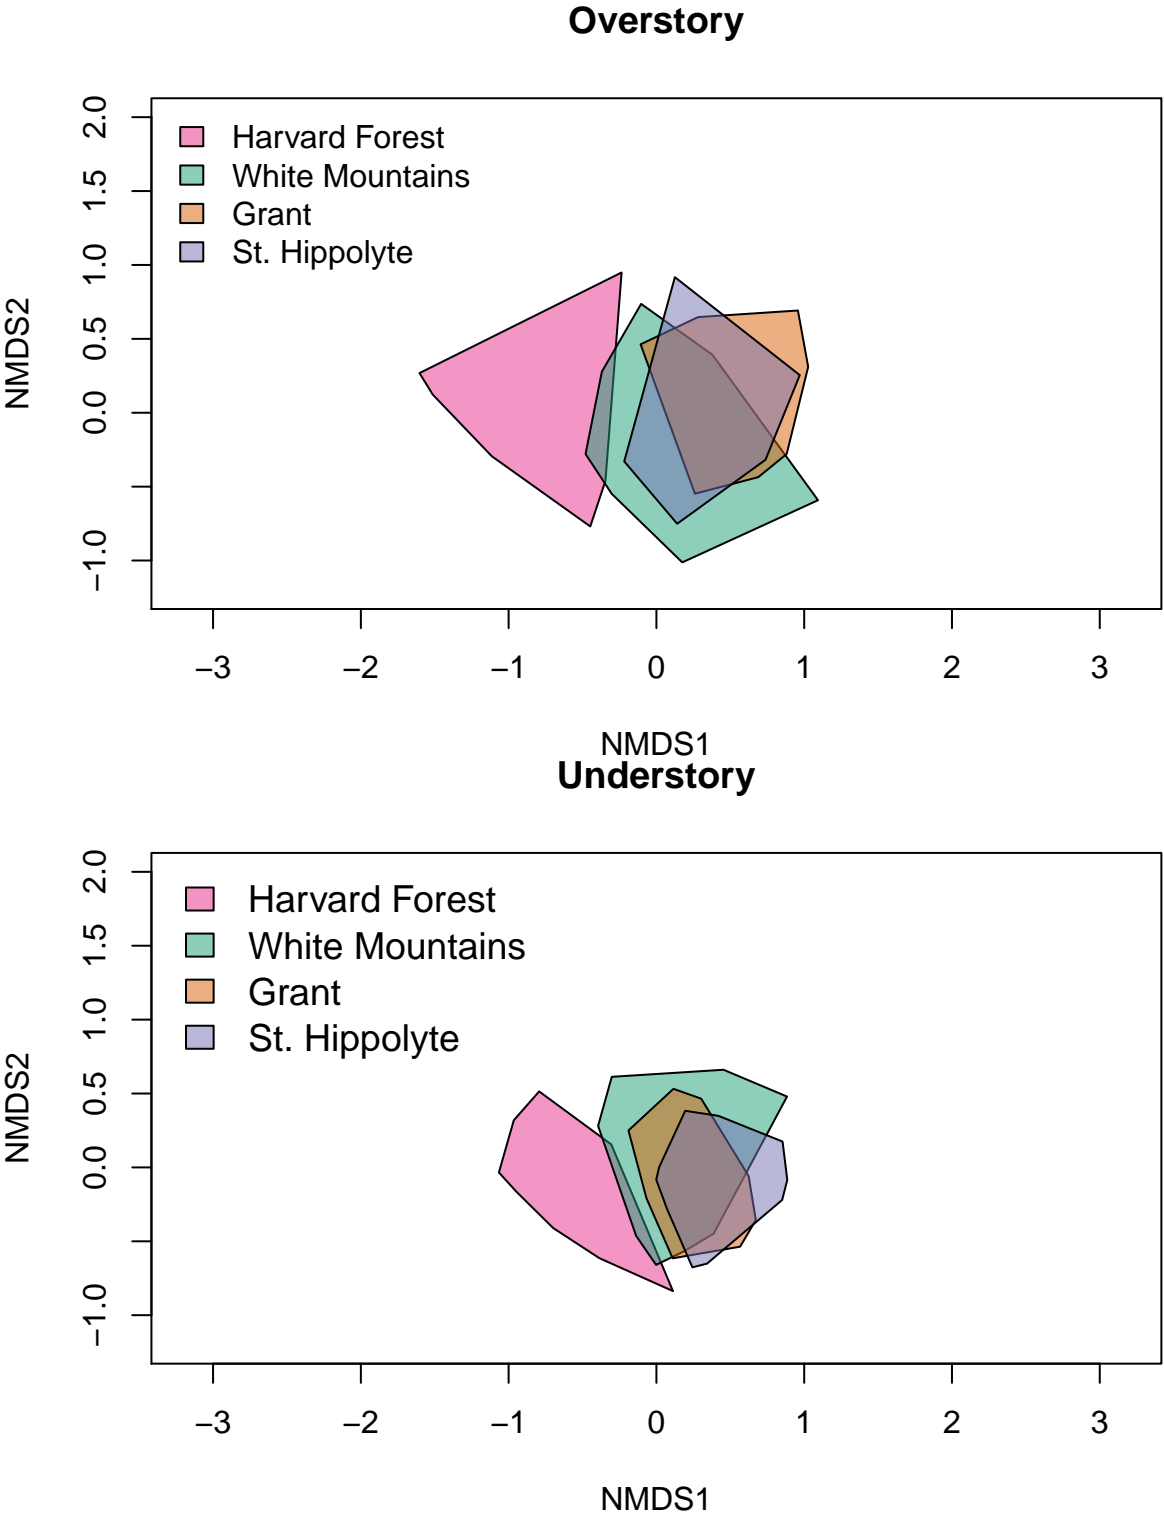 Overstory
Harvard Forest
White Mountains
Grant
St. Hippolyte
NMDS2
2.0
1.5
1.0
0.5
0.0
−1.0
−3 −2 −1 0 1 2 3
NMDS1
Understory
Harvard Forest
White Mountains
Grant
St. Hippolyte
NMDS2
2.0
1.5
1.0
0.5
0.0
−1.0
−3 −2 −1 0 1 2 3
NMDS1